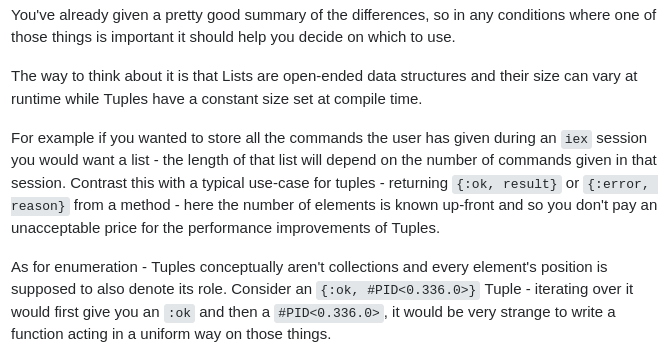 You've already given a pretty good summary of the differences, so in any conditions where one of
those things is important it should help you decide on which to use.
The way to think about it is that Lists are open-ended data structures and their size can vary at
runtime while Tuples have a constant size set at compile time.
For example if you wanted to store all the commands the user has given during an iex session
you would want a list - the length of that list will depend on the number of commands given in that
session. Contrast this with a typical use-case for tuples - returning {:ok, result} or {:error,
reason} from a method - here the number of elements is known up-front and so you don't pay an
unacceptable price for the performance improvements of Tuples.
As for enumeration - Tuples conceptually aren't collections and every element's position is
supposed to also denote its role. Consider an {:ok, #PID<0.336.0>} Tuple - iterating over it
would first give you an :ok and then a #PID<0.336.0>, it would be very strange to write a
function acting in a uniform way on those things.